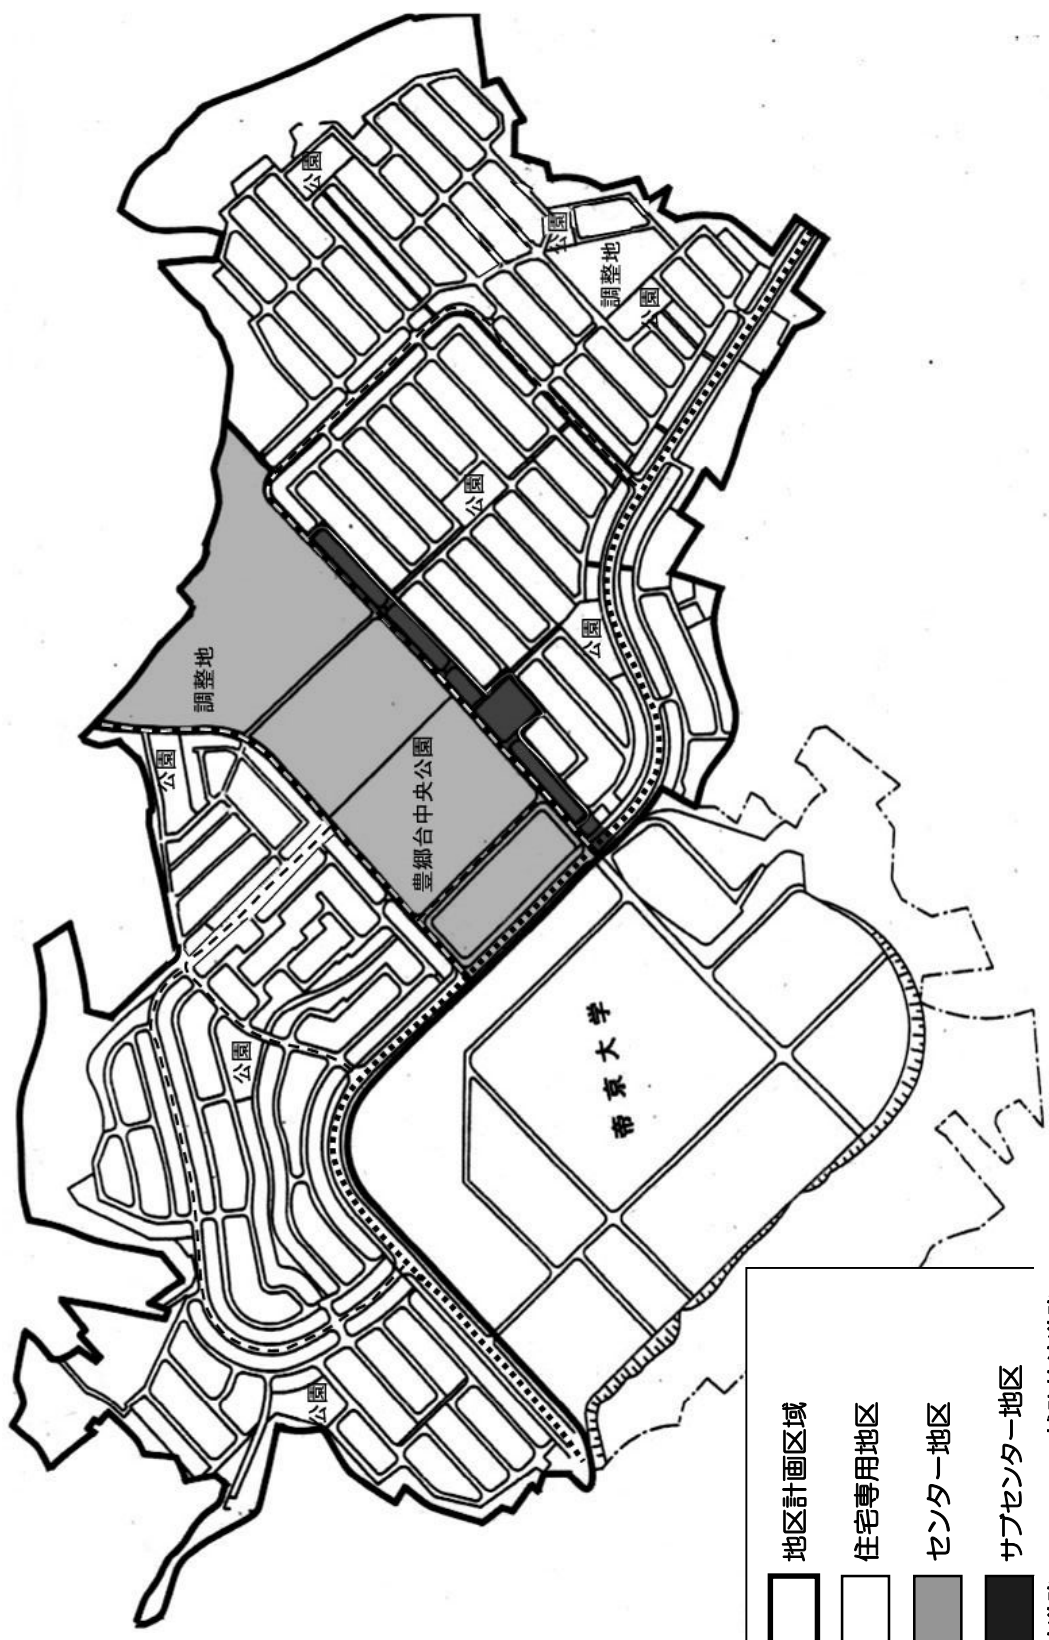 公園
公園
調整地
公園
公園
公園
調整地
公園
豊郷台中央公園
公園
公園
帝京大学
地区計画区域
住宅専用地区
センター地区
サブセンター地区